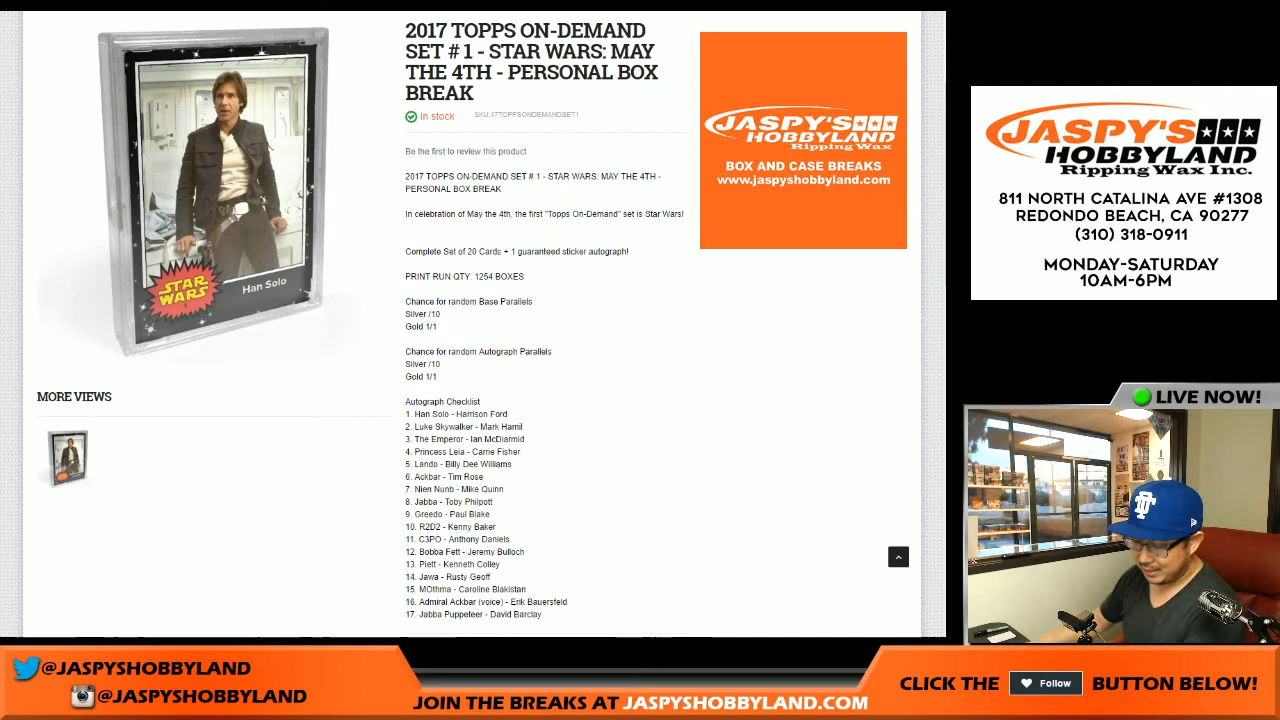 2017 TOPPS ON-DEMAND
SET # 1 - STAR WARS: MAY
THE 4TH - PERSONAL BOX
BREAK
In stock
SKU:17TOPPSONDEMANDSET1
Be the first to review this product
2017 TOPPS ON-DEMAND SET # 1 - STAR WARS: MAY THE 4TH -
PERSONAL BOX BREAK
In celebration of May the 4th, the first "Topps On-Demand" set is Star Wars!
Complete Set of 20 Cards + 1 guaranteed sticker autograph!
PRINT RUN QTY: 1254 BOXES
Chance for random Base Parallels
Silver /10
Gold 1/1
Chance for random Autograph Parallels
Silver /10
Gold 1/1
Autograph Checklist
1. Han Solo - Harrison Ford
2. Luke Skywalker - Mark Hamil
3. The Emperor - Ian McDiarmid
4. Princess Leia - Carrie Fisher
5. Lando - Billy Dee Williams
6. Ackbar - Tim Rose
7. Nien Nunb - Mike Quinn
8. Jabba - Toby Philpott
9. Greedo - Paul Blake
10. R2D2 - Kenny Baker
11. C3PO - Anthony Daniels
12. Bobba Fett - Jeremy Bulloch
13. Piett - Kenneth Colley
14. Jawa - Rusty Geoff
15. MOthma - Caroline Blakistan
16. Admiral Ackbar (voice) - Erik Bauersfeld
17. Jabba Puppeteer - David Barclay
STAR
WARS
Han Solo
MORE VIEWS
JASPY'S
HOBBYLAND
Ripping Wax
BOX AND CASE BREAKS
www.jaspyshobbyland.com
JASPY'S
HOBBYLAND
Ripping Wax Inc.
811 NORTH CATALINA AVE #1308
REDONDO BEACH, CA 90277
(310) 318-0911
MONDAY-SATURDAY
10AM-6PM
LIVE NOW!
@JASPYSHOBBYLAND
@JASPYSHOBBYLAND
JOIN THE BREAKS AT JASPYSHOBBYLAND.COM
CLICK THE Follow BUTTON BELOW!